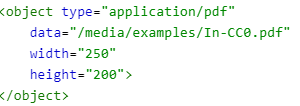 <object type="application/pdf"
    data="/media/examples/In-CC0.pdf"
    width="250"
    height="200">
</object>